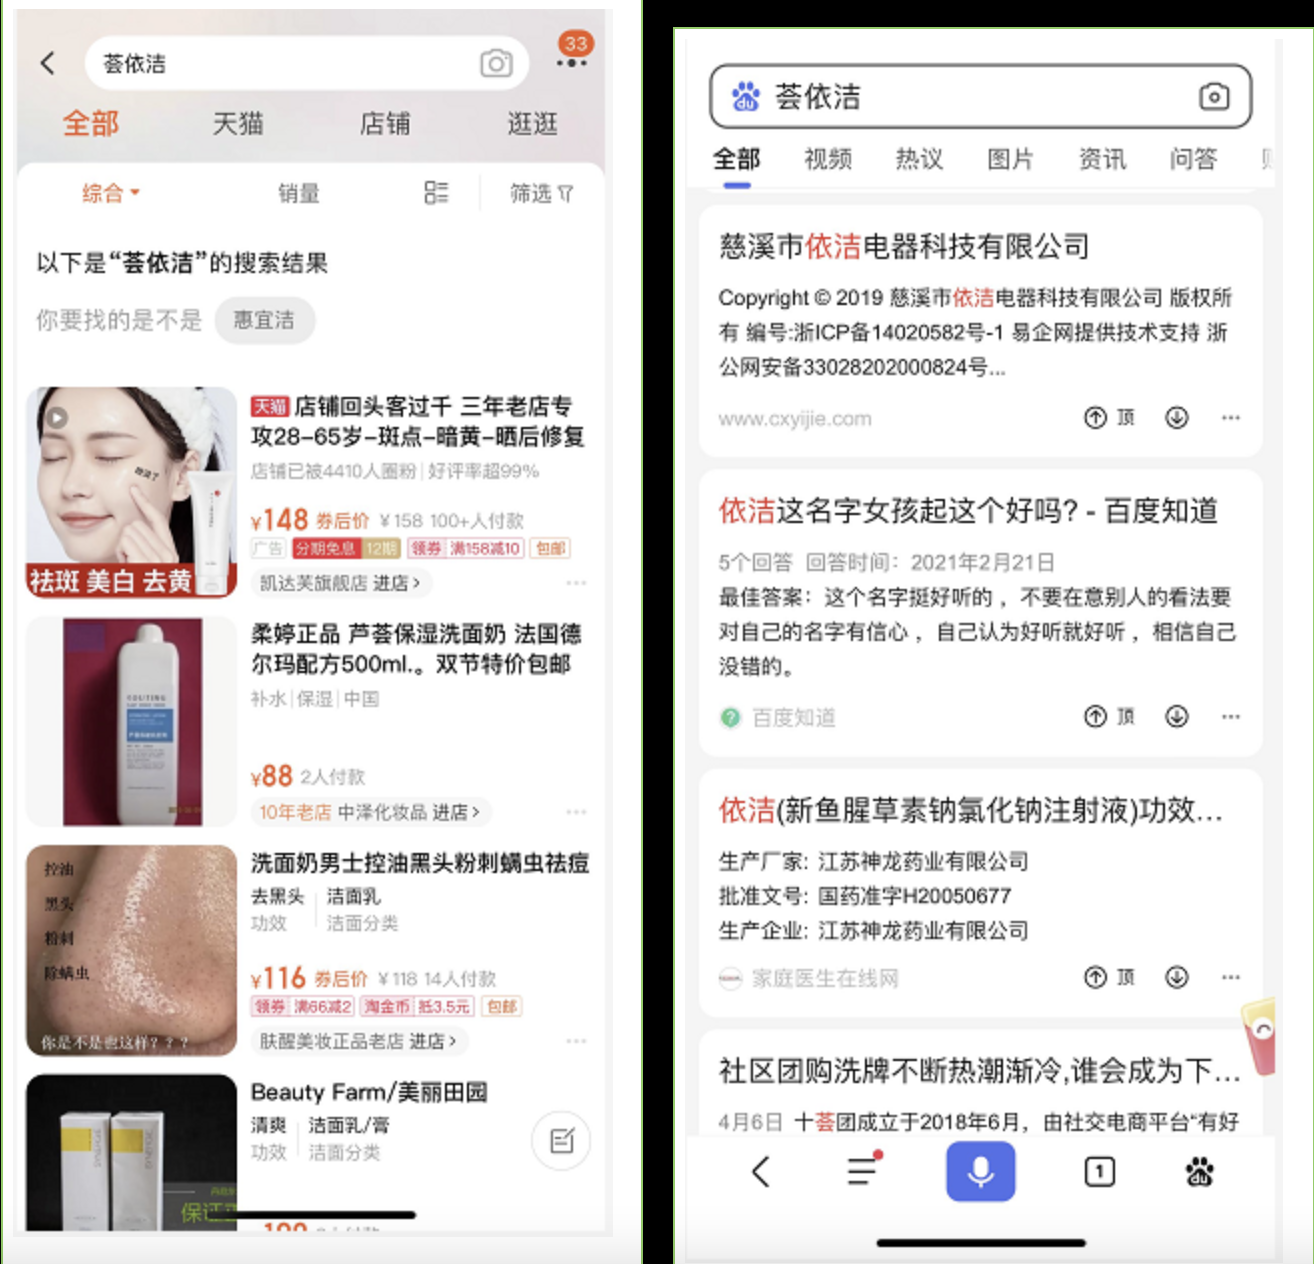 荟依洁
33
全部
天猫
店铺
逛逛
综合
销量
筛选
以下是“荟依洁”的搜索结果
你要找的是不是 惠宜洁
祛斑 美白 去黄
天猫 店铺回头客过千 三年老店专
攻28-65岁-斑点-暗黄-晒后修复
店铺已被4410人圈粉|好评率超99%
¥148 券后价 ¥158 100+人付款
广告 分期免息 12期 领券 满158减10 包邮
凯达芙旗舰店 进店>
柔婷正品 芦荟保湿洗面奶 法国德
尔玛配方500ml.。双节特价包邮
补水|保湿|中国
¥88 2人付款
10年老店 中泽化妆品 进店>
控油
黑头
粉刺
除螨虫
你是不是也这样? ? ?
洗面奶男士控油黑头粉刺螨虫祛痘
去黑头 洁面乳
功效 洁面分类
¥116 券后价 ¥118 14人付款
领券 满66减2 淘金币 抵3.5元 包邮
肤醒美妆正品老店 进店>
Beauty Farm/美丽田园
清爽 洁面乳/膏
功效 洁面分类
du 荟依洁
全部
视频
热议
图片
资讯
问答
慈溪市依洁电器科技有限公司
Copyright © 2019 慈溪市依洁电器科技有限公司 版权所
有 编号:浙ICP备14020582号-1 易企网提供技术支持 浙
公网安备33028202000824号...
www.cxyijie.com
顶
依洁这名字女孩起这个好吗? - 百度知道
5个回答 回答时间：2021年2月21日
最佳答案：这个名字挺好听的，不要在意别人的看法要
对自己的名字有信心，自己认为好听就好听，相信自己
没错的。
百度知道
顶
依洁(新鱼腥草素钠氯化钠注射液)功效...
生产厂家: 江苏神龙药业有限公司
批准文号: 国药准字H20050677
生产企业: 江苏神龙药业有限公司
家庭医生在线网
顶
社区团购洗牌不断热潮渐冷,谁会成为下...
4月6日 十荟团成立于2018年6月，由社交电商平台“有好
1
du